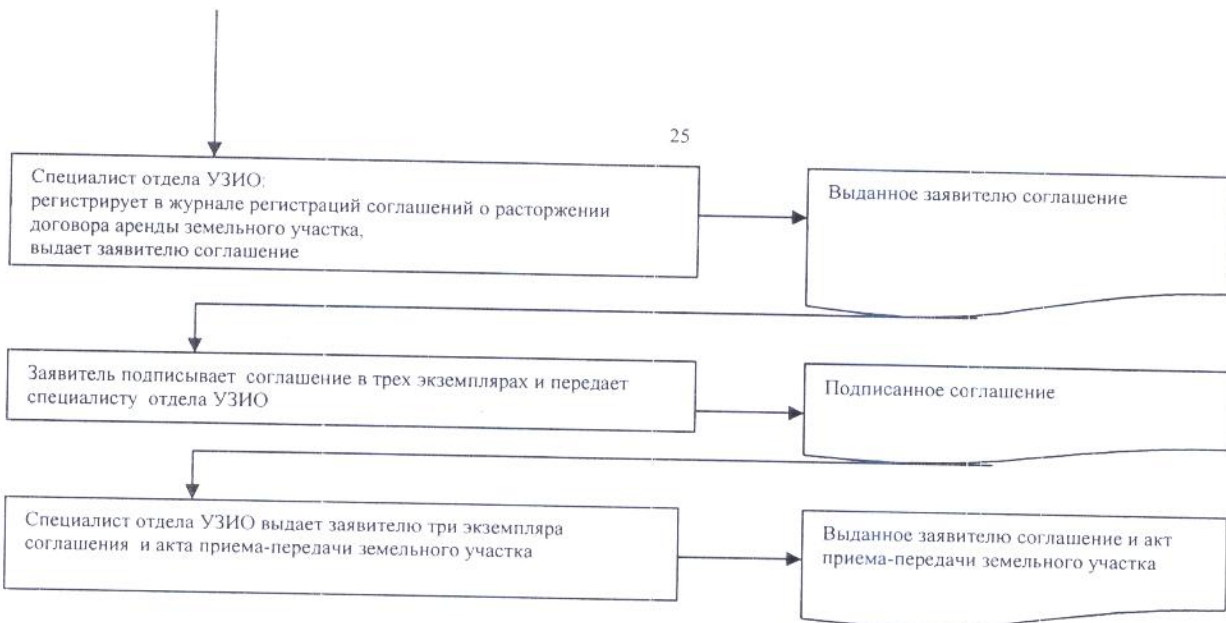 25
Специалист отдела УЗИО:
регистрирует в журнале регистраций соглашений о расторжении
договора аренды земельного участка,
выдает заявителю соглашение
Выданное заявителю соглашение
Заявитель подписывает соглашение в трех экземплярах и передает
специалисту отдела УЗИО
Подписанное соглашение
Специалист отдела УЗИО выдает заявителю три экземпляра
соглашения и акта приема-передачи земельного участка
Выданное заявителю соглашение и акт
приема-передачи земельного участка